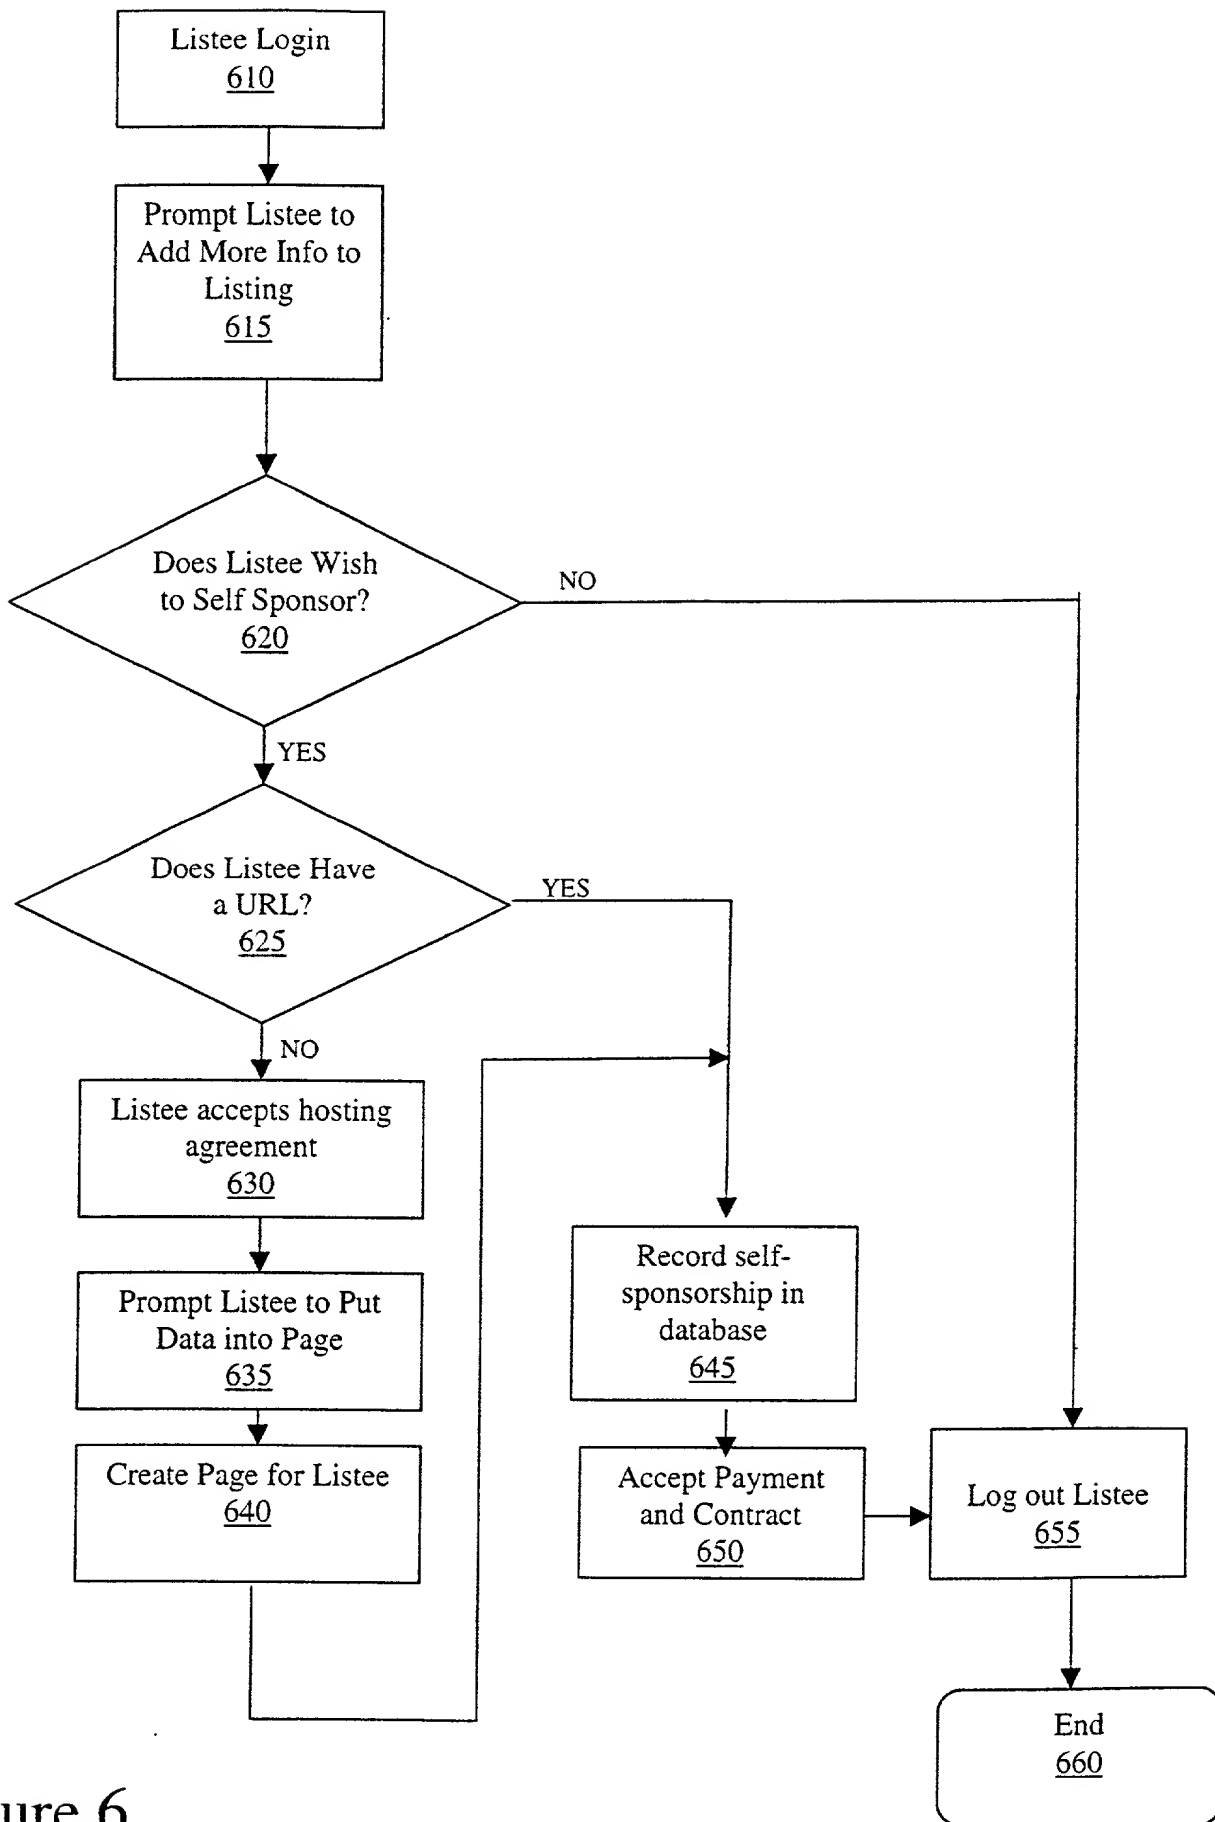 Listee Login
610
Prompt Listee to
Add More Info to
Listing
615
Does Listee Wish
to Self Sponsor?
620
NO
YES
Does Listee Have
a URL?
625
YES
NO
Listee accepts hosting
agreement
630
Prompt Listee to Put
Data into Page
635
Create Page for Listee
640
Record self-
sponsorship in
database
645
Accept Payment
and Contract
650
Log out Listee
655
End
660
ure 6